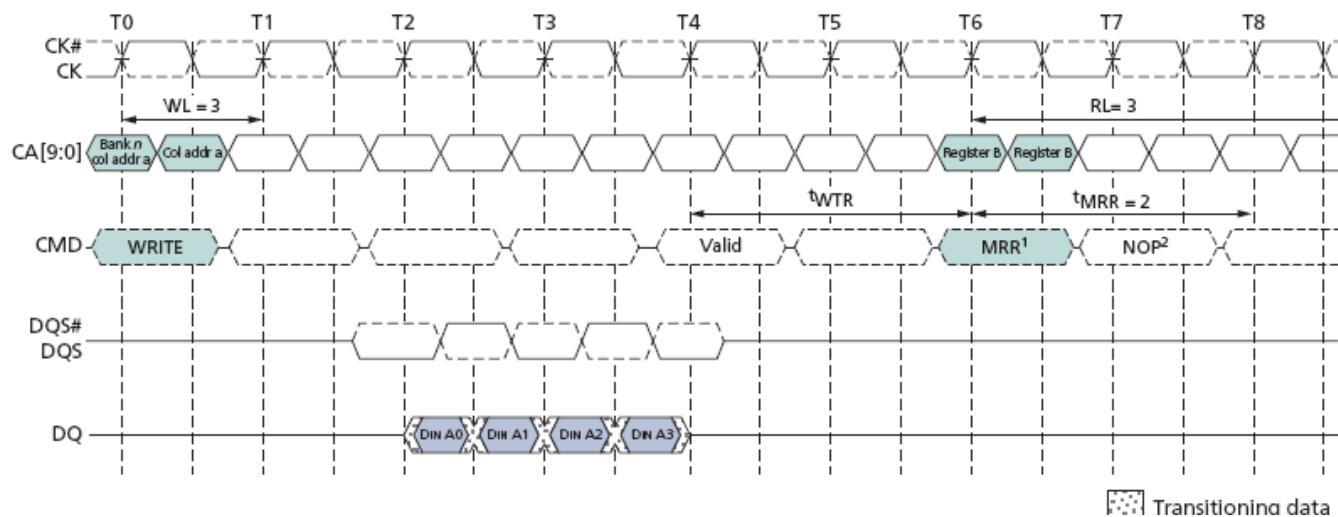 T0 T1 T2 T3 T4 T5 T6 T7 T8
CK#
CK
WL = 3
RL= 3
CA[9:0]
Bank n
col addr a
Col addr a
Register B
Register B
tWTR
tMRR = 2
CMD
WRITE
Valid
MRR1
NOP2
DQS#
DQS
DQ
DIN A0
DIN A1
DIN A2
DIN A3
Transitioning data